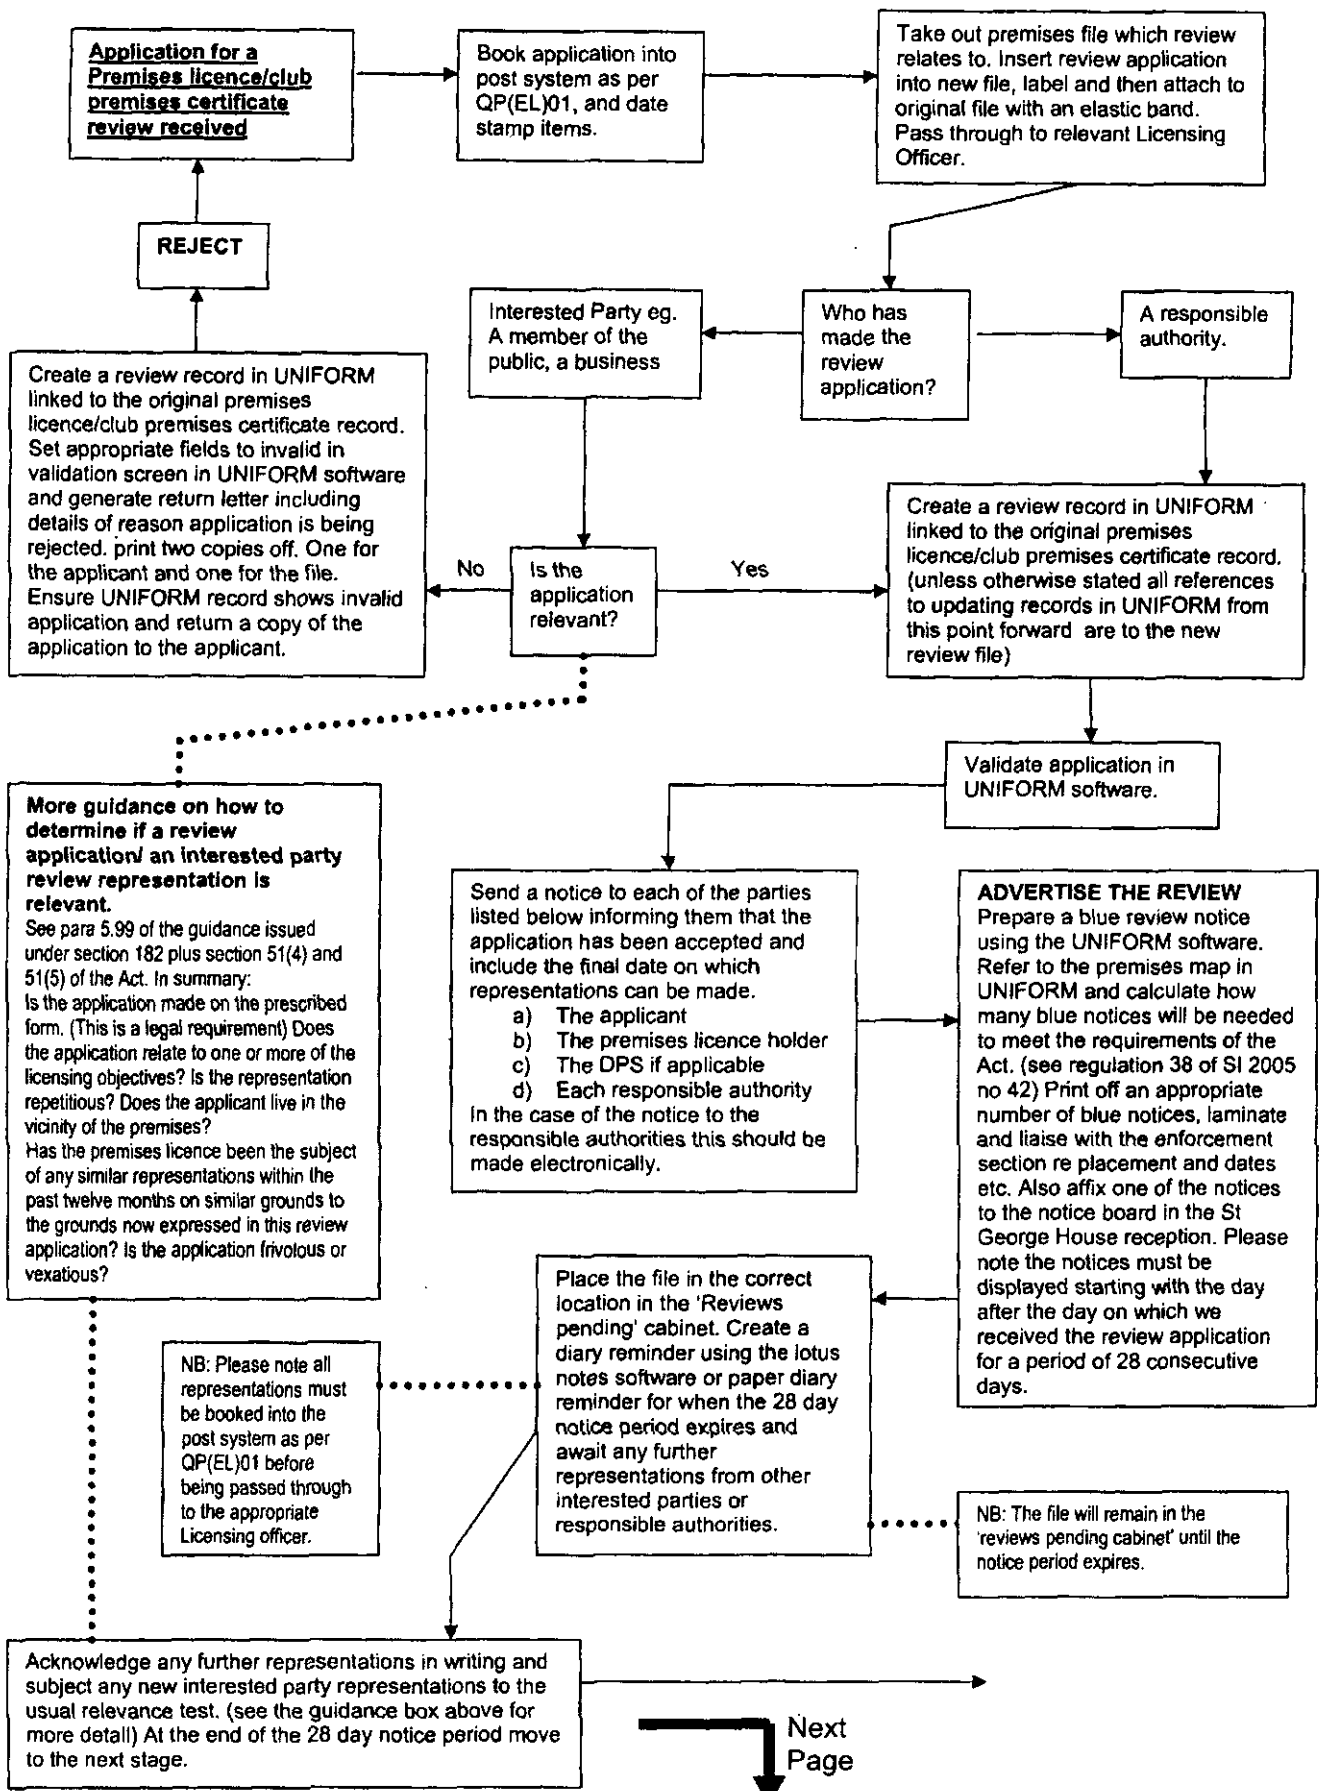 Application for a
Premises licence/club
premises certificate
review received
Book application into
post system as per
QP(EL)01, and date
stamp items.
Take out premises file which review
relates to. Insert review application
into new file, label and then attach to
original file with an elastic band.
Pass through to relevant Licensing
Officer.
REJECT
Interested Party eg.
A member of the
public, a business
Who has
made the
review
application?
A responsible
authority.
Create a review record in UNIFORM
linked to the original premises
licence/club premises certificate record.
Set appropriate fields to invalid in
validation screen in UNIFORM software
and generate return letter including
details of reason application is being
rejected. print two copies off. One for
the applicant and one for the file.
Ensure UNIFORM record shows invalid
application and return a copy of the
application to the applicant.
No
Is the
application
relevant?
Yes
Create a review record in UNIFORM
linked to the original premises
licence/club premises certificate record.
(unless otherwise stated all references
to updating records in UNIFORM from
this point forward are to the new
review file)
Validate application in
UNIFORM software.
More guidance on how to
determine if a review
application/ an interested party
review representation is
relevant.
See para 5.99 of the guidance issued
under section 182 plus section 51(4) and
51(5) of the Act. In summary:
Is the application made on the prescribed
form. (This is a legal requirement) Does
the application relate to one or more of the
licensing objectives? Is the representation
repetitious? Does the applicant live in the
vicinity of the premises?
Has the premises licence been the subject
of any similar representations within the
past twelve months on similar grounds to
the grounds now expressed in this review
application? Is the application frivolous or
vexatious?
Send a notice to each of the parties
listed below informing them that the
application has been accepted and
include the final date on which
representations can be made.
a) The applicant
b) The premises licence holder
c) The DPS if applicable
d) Each responsible authority
In the case of the notice to the
responsible authorities this should be
made electronically.
ADVERTISE THE REVIEW
Prepare a blue review notice
using the UNIFORM software.
Refer to the premises map in
UNIFORM and calculate how
many blue notices will be needed
to meet the requirements of the
Act. (see regulation 38 of SI 2005
no 42) Print off an appropriate
number of blue notices, laminate
and liaise with the enforcement
section re placement and dates
etc. Also affix one of the notices
to the notice board in the St
George House reception. Please
note the notices must be
displayed starting with the day
after the day on which we
received the review application
for a period of 28 consecutive
days.
Place the file in the correct
location in the 'Reviews
pending' cabinet. Create a
diary reminder using the lotus
notes software or paper diary
reminder for when the 28 day
notice period expires and
await any further
representations from other
interested parties or
responsible authorities.
NB: Please note all
representations must
be booked into the
post system as per
QP(EL)01 before
being passed through
to the appropriate
Licensing officer.
NB: The file will remain in the
'reviews pending cabinet' until the
notice period expires.
Acknowledge any further representations in writing and
subject any new interested party representations to the
usual relevance test. (see the guidance box above for
more detail) At the end of the 28 day notice period move
to the next stage.
Next
Page